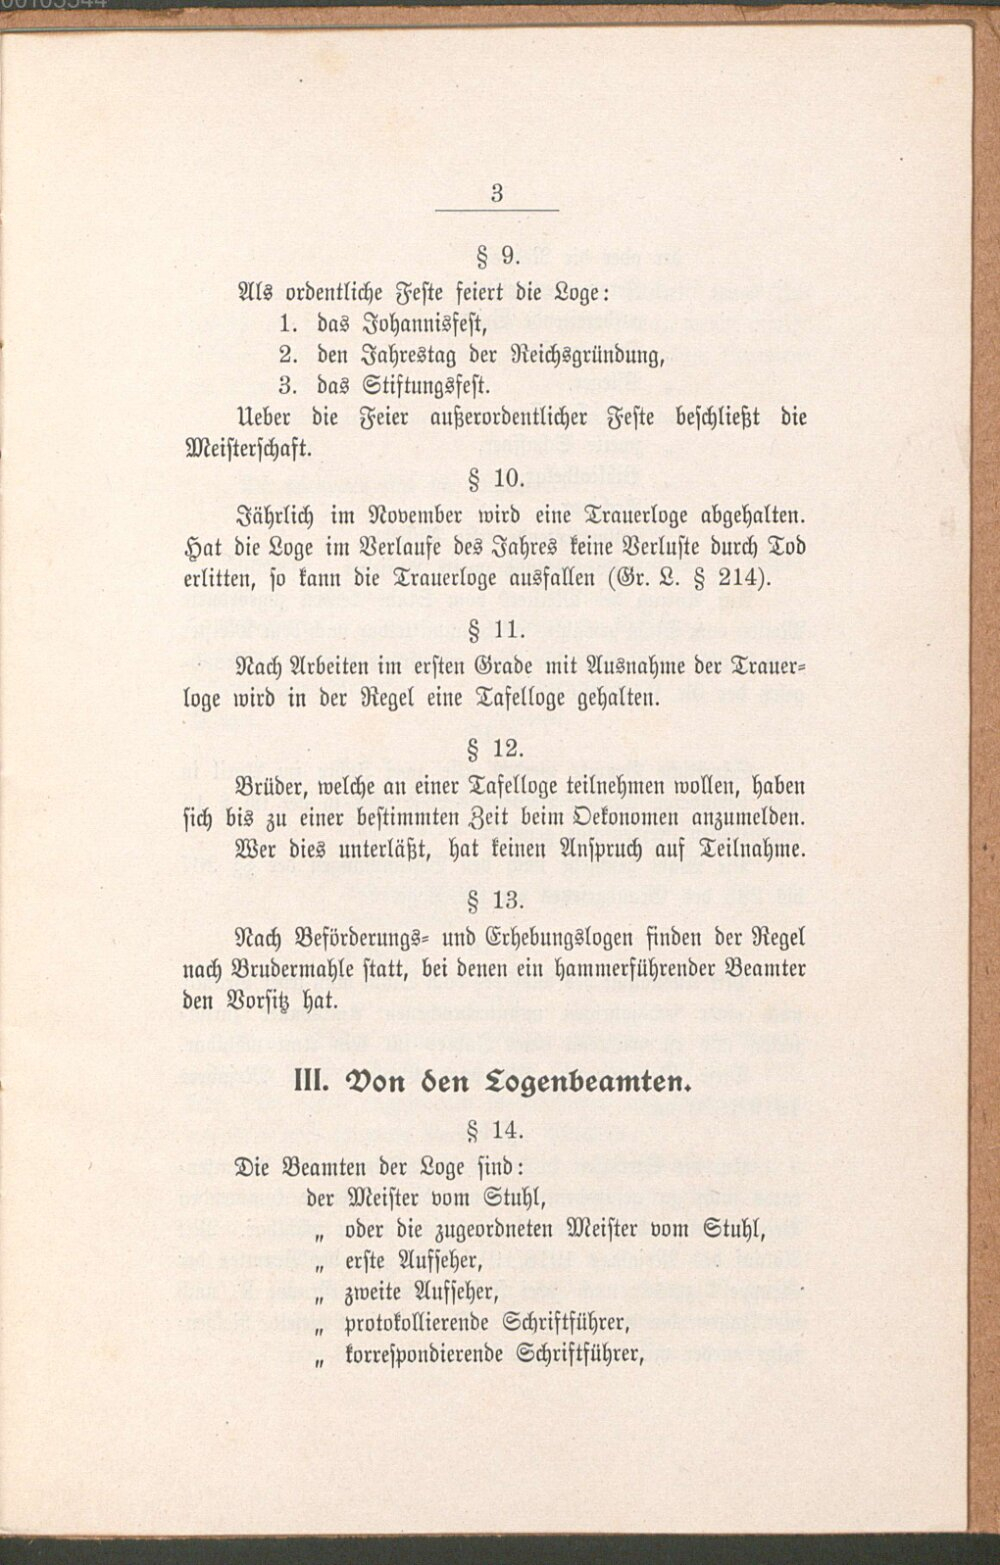 3
§ 9.
Als ordentliche Feste feiert die Loge:
1. das Johannisfest,
2. den Jahrestag der Reichsgründung,
3. das Stiftungsfest.
Ueber die Feier außerordentlicher Feste beschließt die
Meisterschaft.
§ 10.
Jährlich im November wird eine Trauerloge abgehalten.
Hat die Loge im Verlaufe des Jahres keine Verluste durch Tod
erlitten, so kann die Trauerloge ausfallen (Gr. L. § 214).
§ 11.
Nach Arbeiten im ersten Grade mit Ausnahme der Trauer-
loge wird in der Regel eine Tafelloge gehalten.
§ 12.
Brüder, welche an einer Tafelloge teilnehmen wollen, haben
sich bis zu einer bestimmten Zeit beim Oekonomen anzumelden.
Wer dies unterläßt, hat keinen Anspruch auf Teilnahme.
§ 13.
Nach Beförderungs- und Erhebungslogen finden der Regel
nach Brudermahle statt, bei denen ein hammerführender Beamter
den Vorsitz hat.
III. Von den Logenbeamten.
§ 14.
Die Beamten der Loge sind:
der Meister vom Stuhl,
„ oder die zugeordneten Meister vom Stuhl,
„ erste Aufseher,
„ zweite Aufseher,
„ protokollierende Schriftführer,
„ korrespondierende Schriftführer,